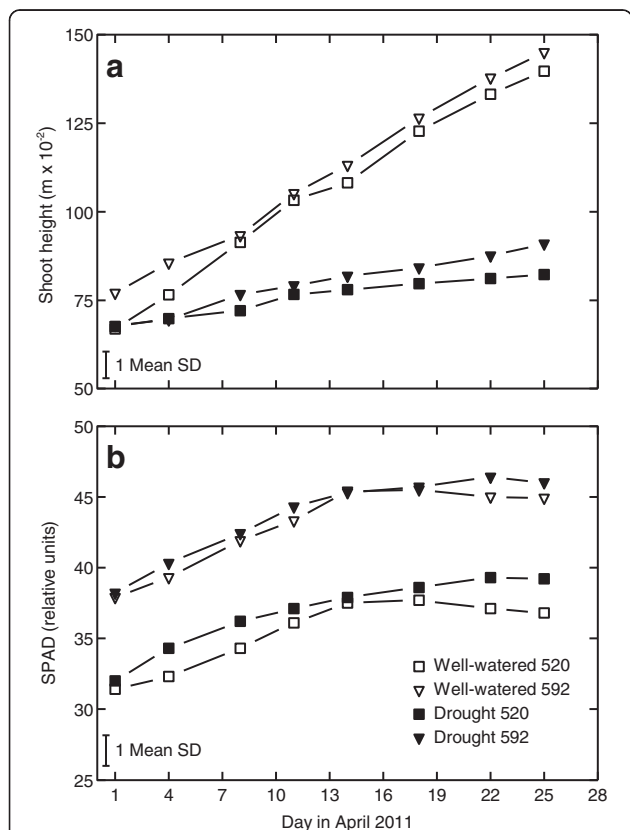 a
150
125
100
75
50
Shoot height (m x 10-2)
1 Mean SD
b
50
45
40
35
30
25
SPAD (relative units)
Well-watered 520
Well-watered 592
Drought 520
Drought 592
1 Mean SD
1 4 7 10 13 16 19 22 25 28
Day in April 2011